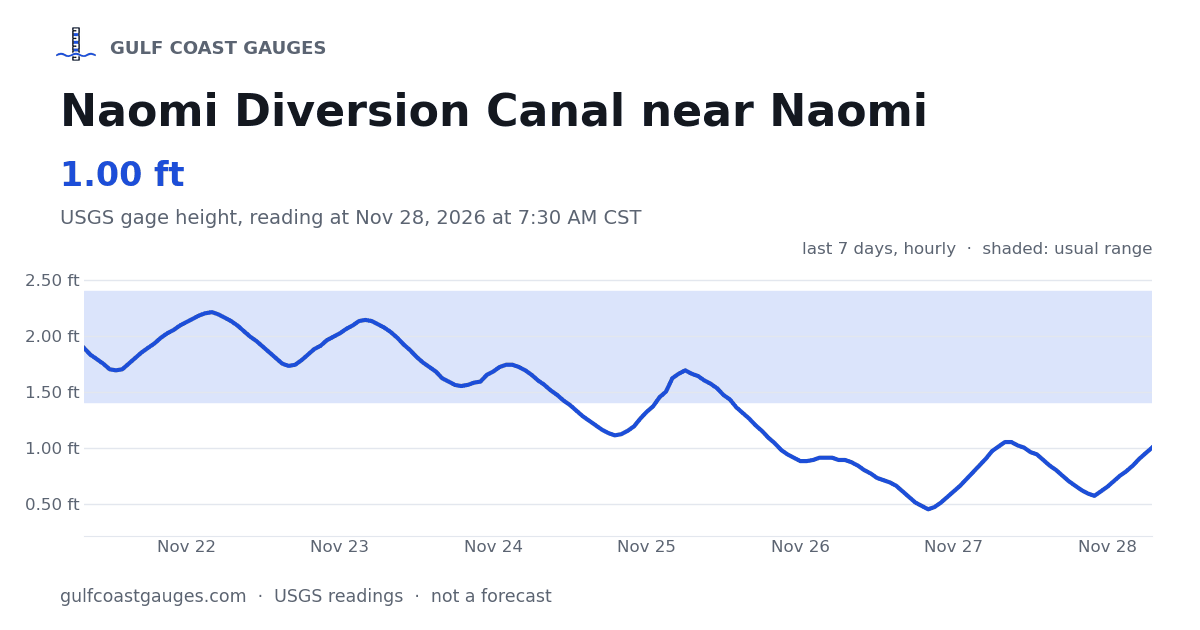 GULF COAST GAUGES
Naomi Diversion Canal near Naomi
1.00 ft
USGS gage height, reading at Nov 28, 2026 at 7:30 AM CST
last 7 days, hourly · shaded: usual range
2.50 ft
2.00 ft
1.50 ft
1.00 ft
0.50 ft
Nov 22 Nov 23 Nov 24 Nov 25 Nov 26 Nov 27 Nov 28
gulfcoastgauges.com · USGS readings · not a forecast